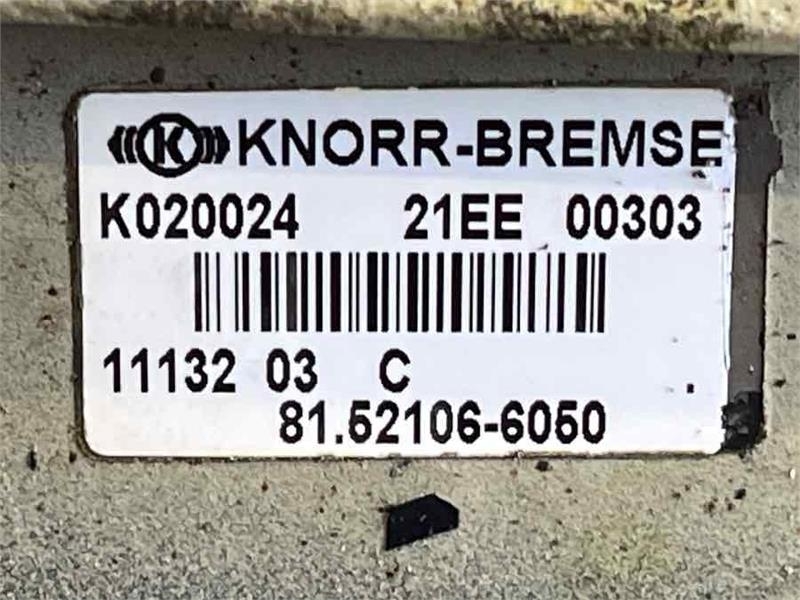 K KNORR-BREMSE
K020024 21EE 00303
11132 03 C
81.52106-6050